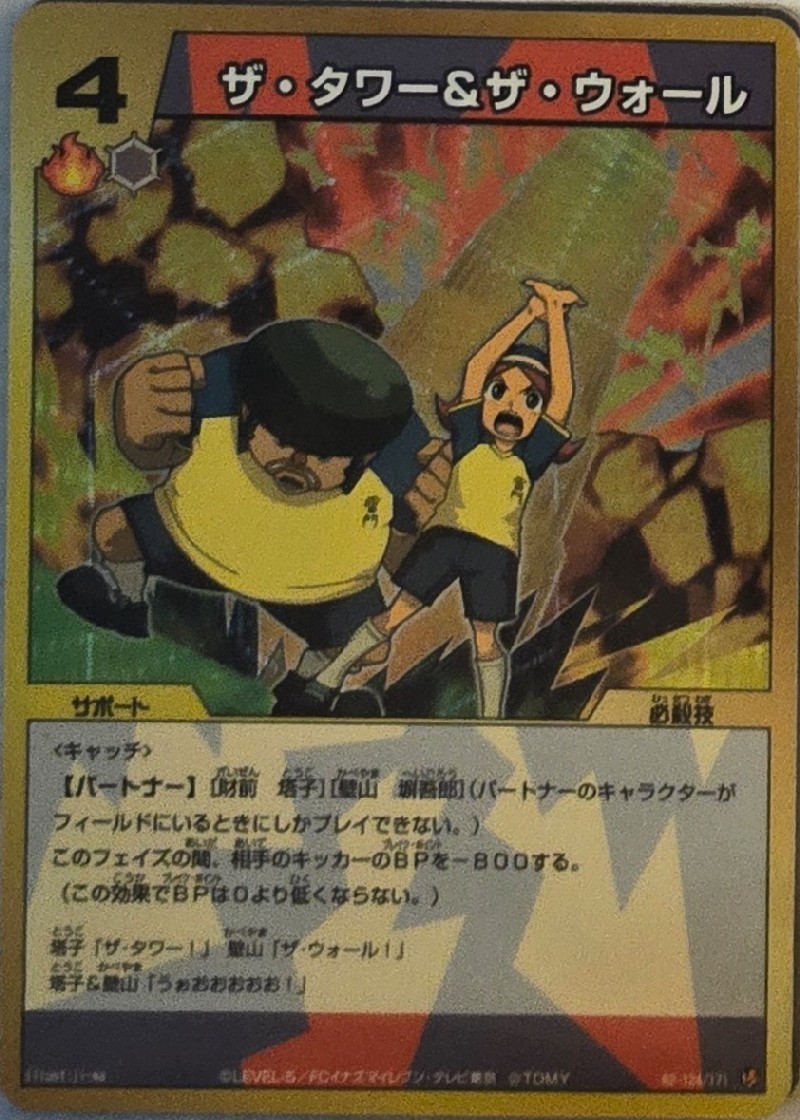 4
ザ・タワー&ザ・ウォール
雷門
雷門
サポート
必殺技
<キャッチ>
【パートナー】[財前 塔子][壁山 塀吾郎](パートナーのキャラクターが
フィールドにいるときにしかプレイできない。)
このフェイズの間、相手のキッカーのBPを−800する。
(この効果でBPは0より低くならない。)
塔子「ザ・タワー!」 壁山「ザ・ウォール!」
塔子&壁山「うぉおおおおお!」
©LEVEL-5/FCイナズマイレブン・テレビ東京 ©TOMY